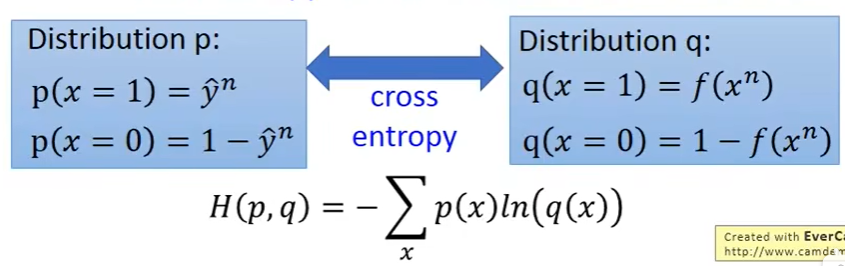 Distribution p:
p(x = 1) = ŷⁿ
p(x = 0) = 1 − ŷⁿ
cross
entropy
Distribution q:
q(x = 1) = f(xⁿ)
q(x = 0) = 1 − f(xⁿ)
H(p, q) = − ∑ p(x)ln(q(x))
x
Created with EverCa
http://www.camdem